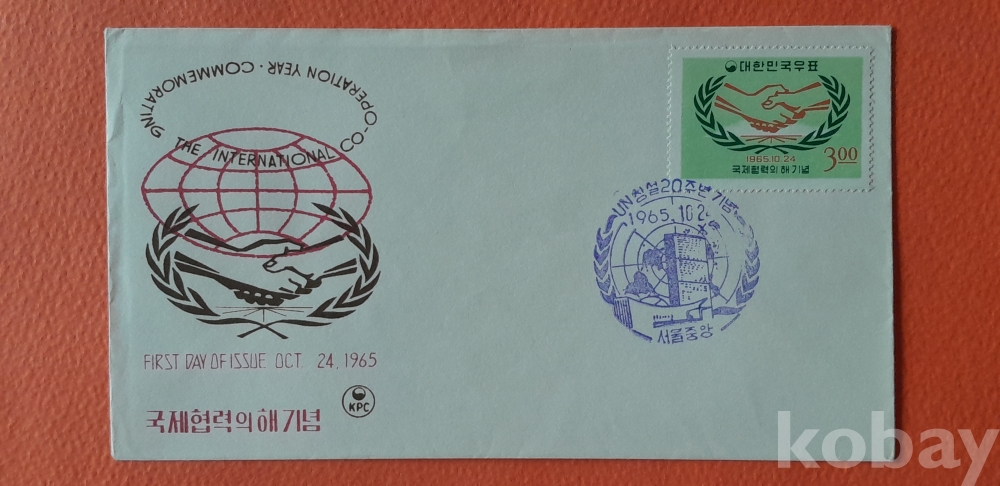 COMMEMORATING
THE INTERNATIONAL CO-OPERATION YEAR ·
FIRST DAY OF ISSUE OCT. 24, 1965
국제협력의해 기념
KPC
대한민국우표
1965.10.24
국제협력의 해 기념
3.00
UN창설20주년기념
1965.10.24
서울중앙
kobay